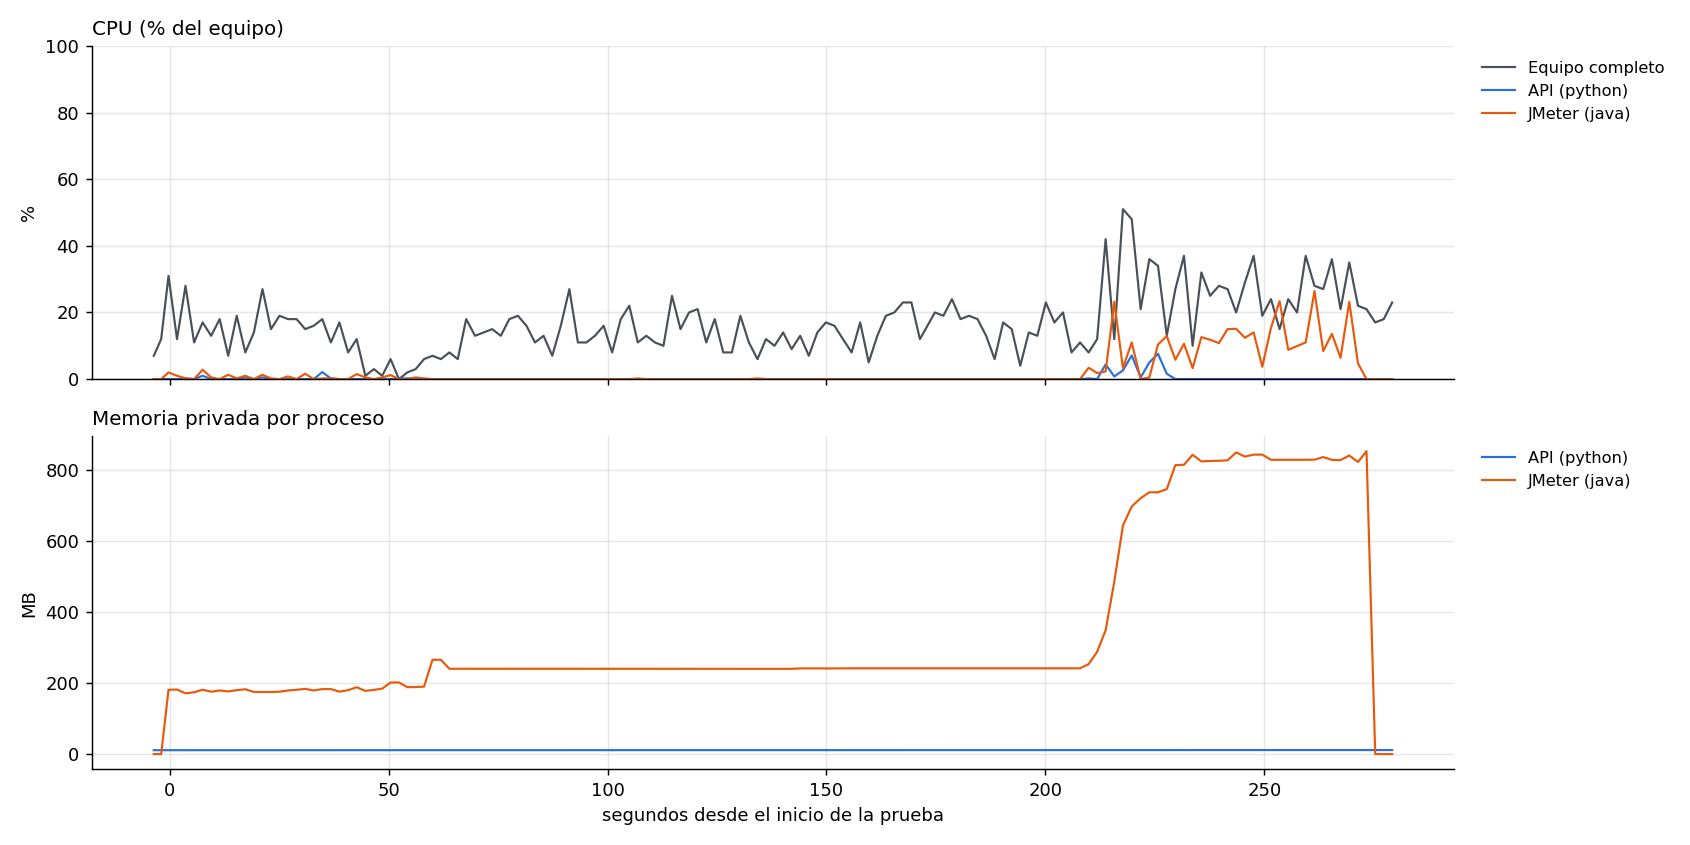 CPU (% del equipo)
100
80
60
40
20
0
%
Equipo completo
API (python)
JMeter (java)
Memoria privada por proceso
800
600
400
200
0
MB
API (python)
JMeter (java)
0 50 100 150 200 250
segundos desde el inicio de la prueba